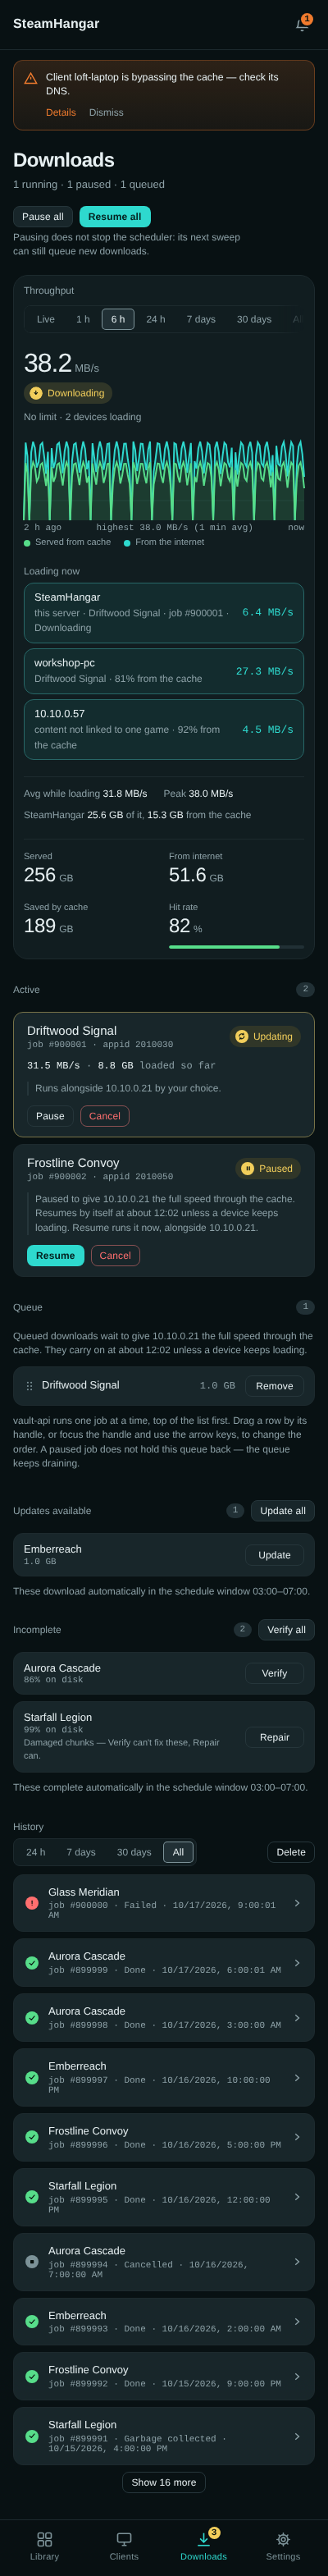 SteamHangar
1
Client loft-laptop is bypassing the cache — check its
DNS.
Details Dismiss
Downloads
1 running · 1 paused · 1 queued
Pause all Resume all
Pausing does not stop the scheduler: its next sweep
can still queue new downloads.
Throughput
Live 1 h 6 h 24 h 7 days 30 days
38.2 MB/s
Downloading
No limit · 2 devices loading
2 h ago highest 38.0 MB/s (1 min avg) now
Served from cache From the internet
Loading now
SteamHangar
this server · Driftwood Signal · job #900001 ·
Downloading
6.4 MB/s
workshop-pc
Driftwood Signal · 81% from the cache
27.3 MB/s
10.10.0.57
content not linked to one game · 92% from
the cache
4.5 MB/s
Avg while loading 31.8 MB/s Peak 38.0 MB/s
SteamHangar 25.6 GB of it, 15.3 GB from the cache
Served From internet
256 GB 51.6 GB
Saved by cache Hit rate
189 GB 82 %
Active 2
Driftwood Signal
job #900001 · appid 2010030
Updating
31.5 MB/s · 8.8 GB loaded so far
Runs alongside 10.10.0.21 by your choice.
Pause Cancel
Frostline Convoy
job #900002 · appid 2010050
Paused
Paused to give 10.10.0.21 the full speed through the cache.
Resumes by itself at about 12:02 unless a device keeps
loading. Resume runs it now, alongside 10.10.0.21.
Resume Cancel
Queue 1
Queued downloads wait to give 10.10.0.21 the full speed through the
cache. They carry on at about 12:02 unless a device keeps loading.
Driftwood Signal 1.0 GB Remove
vault-api runs one job at a time, top of the list first. Drag a row by its
handle, or focus the handle and use the arrow keys, to change the
order. A paused job does not hold this queue back — the queue
keeps draining.
Updates available 1 Update all
Emberreach
1.0 GB
Update
These download automatically in the schedule window 03:00–07:00.
Incomplete 2 Verify all
Aurora Cascade
86% on disk
Verify
Starfall Legion
99% on disk
Damaged chunks — Verify can't fix these, Repair
can.
Repair
These complete automatically in the schedule window 03:00–07:00.
History
24 h 7 days 30 days All Delete
Glass Meridian
job #900000 · Failed · 10/17/2026, 9:00:01
AM
Aurora Cascade
job #899999 · Done · 10/17/2026, 6:00:01 AM
Aurora Cascade
job #899998 · Done · 10/17/2026, 3:00:00 AM
Emberreach
job #899997 · Done · 10/16/2026, 10:00:00
PM
Frostline Convoy
job #899996 · Done · 10/16/2026, 5:00:00 PM
Starfall Legion
job #899995 · Done · 10/16/2026, 12:00:00
PM
Aurora Cascade
job #899994 · Cancelled · 10/16/2026,
7:00:00 AM
Emberreach
job #899993 · Done · 10/16/2026, 2:00:00 AM
Frostline Convoy
job #899992 · Done · 10/15/2026, 9:00:00 PM
Starfall Legion
job #899991 · Garbage collected ·
10/15/2026, 4:00:00 PM
Show 16 more
3
Library Clients Downloads Settings